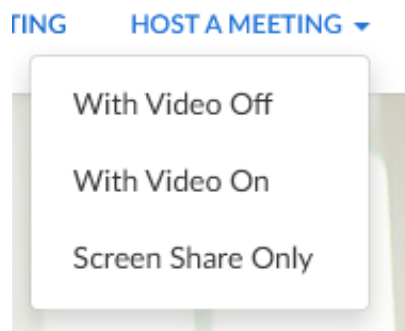 TING HOST A MEETING
With Video Off
With Video On
Screen Share Only